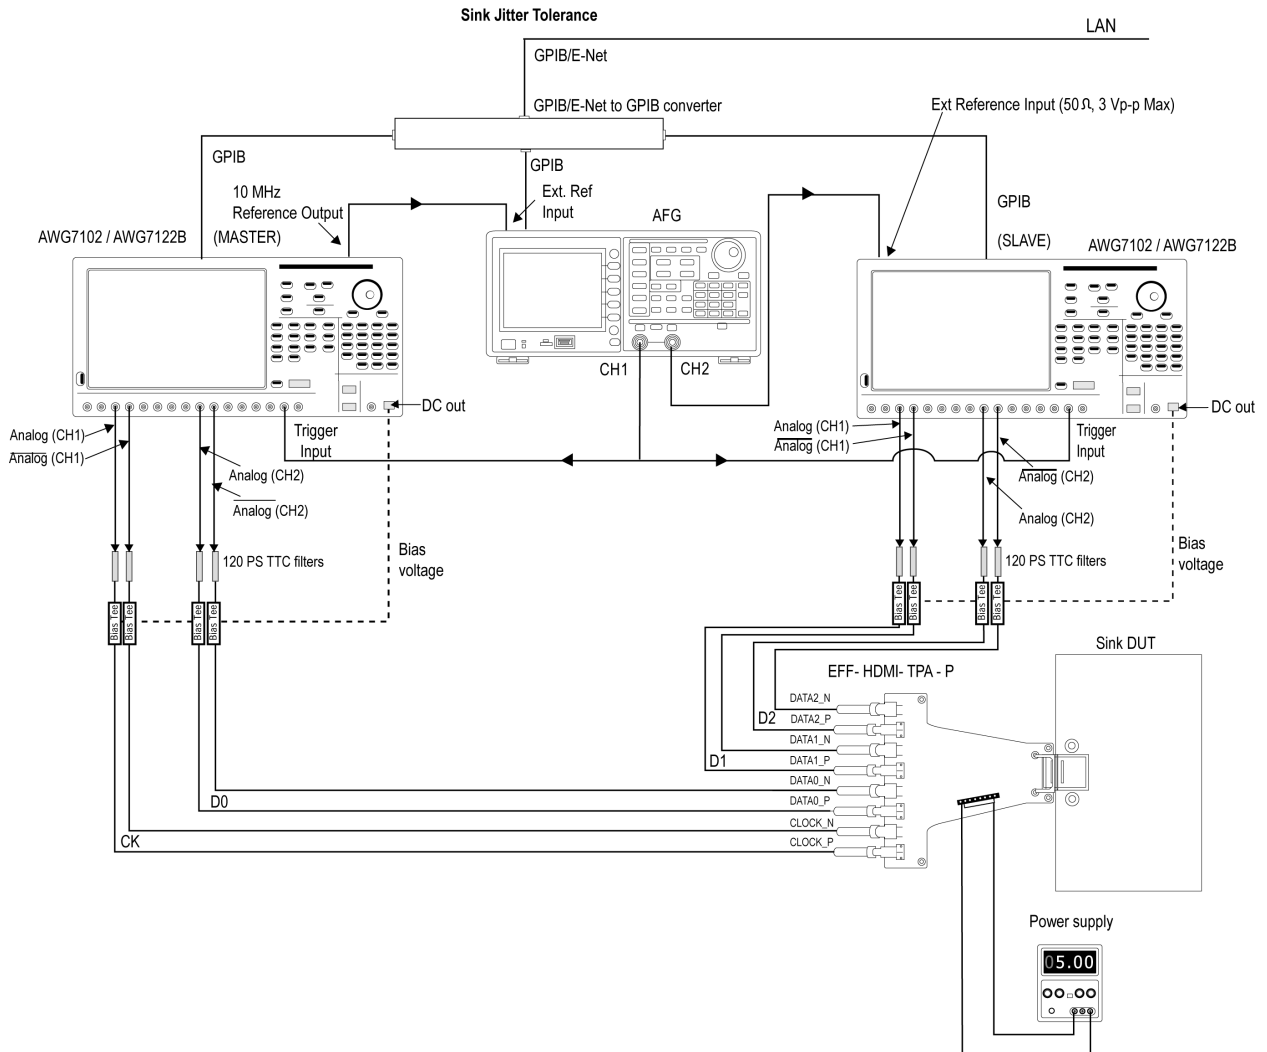 Sink Jitter Tolerance
LAN
GPIB/E-Net
GPIB/E-Net to GPIB converter
Ext Reference Input (50Ω, 3 Vp-p Max)
GPIB
GPIB
10 MHz
Reference Output
(MASTER)
Ext. Ref
Input
AFG
GPIB
(SLAVE)
AWG7102 / AWG7122B
AWG7102 / AWG7122B
CH1
CH2
DC out
DC out
Analog (CH1)
Analog (CH1)
Trigger
Input
Analog (CH2)
Analog (CH2)
Analog (CH1)
Analog (CH1)
Trigger
Input
Analog (CH2)
Analog (CH2)
120 PS TTC filters
Bias
voltage
120 PS TTC filters
Bias
voltage
Bias Tee
Bias Tee
Bias Tee
Bias Tee
Bias Tee
Bias Tee
Bias Tee
Bias Tee
Sink DUT
EFF- HDMI- TPA - P
DATA2_N
D2
DATA2_P
DATA1_N
D1
DATA1_P
DATA0_N
D0
DATA0_P
CLOCK_N
CK
CLOCK_P
Power supply
05.00